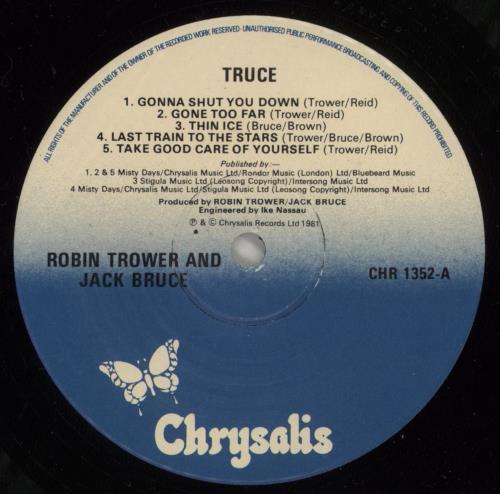 ALL RIGHTS OF THE MANUFACTURER AND OF THE OWNER OF THE RECORDED WORK RESERVED · UNAUTHORISED PUBLIC PERFORMANCE BROADCASTING AND COPYING OF THIS RECORD PROHIBITED
TRUCE
1. GONNA SHUT YOU DOWN (Trower/Reid)
2. GONE TOO FAR (Trower/Reid)
3. THIN ICE (Bruce/Brown)
4. LAST TRAIN TO THE STARS (Trower/Bruce/Brown)
5. TAKE GOOD CARE OF YOURSELF (Trower/Reid)
Published by:—
1, 2 & 5 Misty Days/Chrysalis Music Ltd/Rondor Music (London) Ltd/Bluebeard Music
3 Stigula Music Ltd (Leosong Copyright)/Intersong Music Ltd
4 Misty Days/Chrysalis Music Ltd/Stigula Music Ltd (Leosong Copyright)/Intersong Music Ltd
Produced by ROBIN TROWER/JACK BRUCE
Engineered by Ike Nassau
℗ & © Chrysalis Records Ltd 1981
ROBIN TROWER AND
JACK BRUCE
CHR 1352-A
Chrysalis